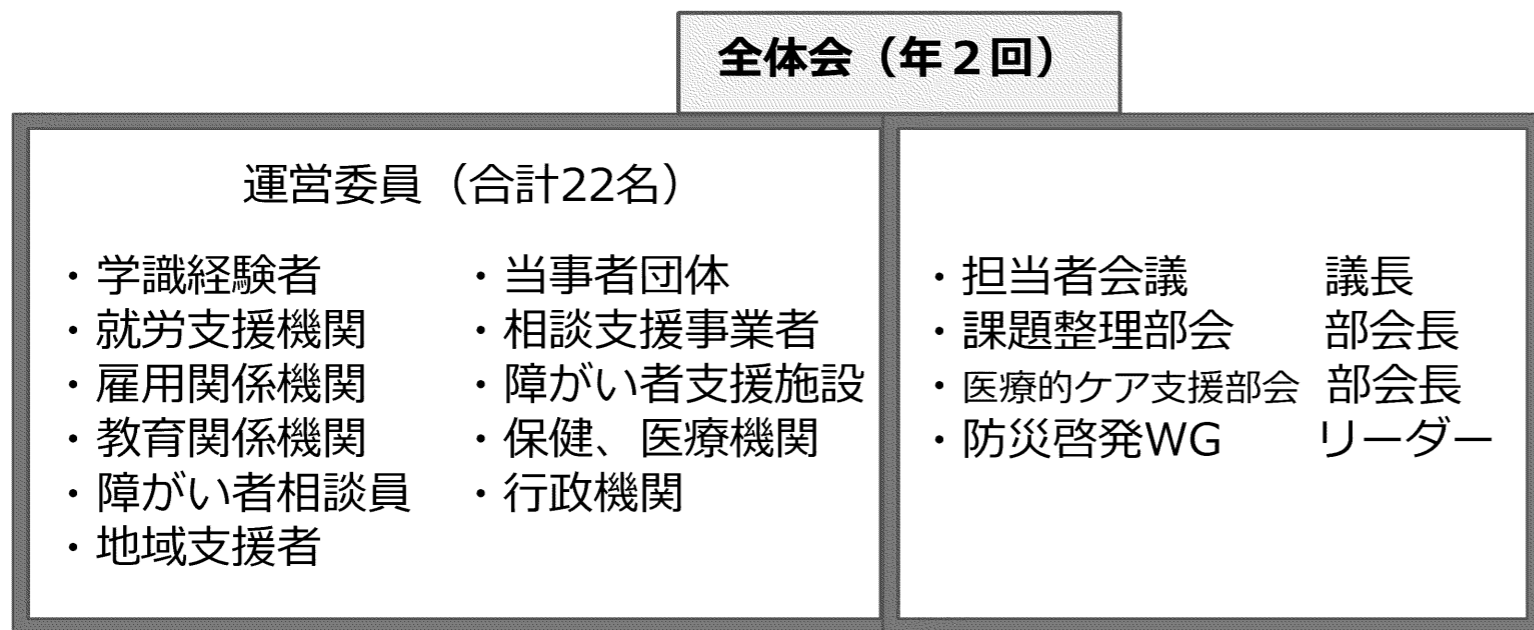 全体会（年２回）
運営委員（合計22名）
・学識経験者
・就労支援機関
・雇用関係機関
・教育関係機関
・障がい者相談員
・地域支援者
・当事者団体
・相談支援事業者
・障がい者支援施設
・保健、医療機関
・行政機関
・担当者会議 議長
・課題整理部会 部会長
・医療的ケア支援部会 部会長
・防災啓発WG リーダー